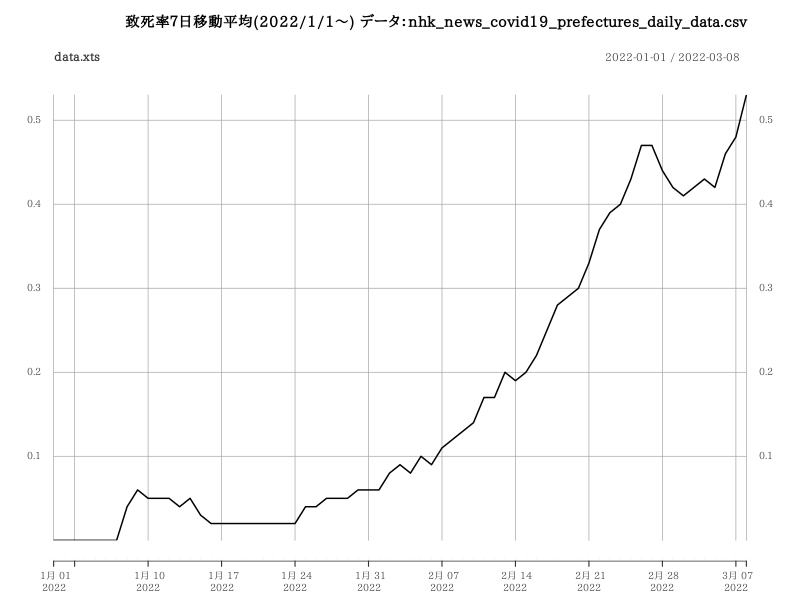 致死率7日移動平均(2022/1/1～) データ:nhk_news_covid19_prefectures_daily_data.csv
data.xts 2022-01-01 / 2022-03-08
0.5 0.5
0.4 0.4
0.3 0.3
0.2 0.2
0.1 0.1
1月 01 1月 10 1月 17 1月 24 1月 31 2月 07 2月 14 2月 21 2月 28 3月 07
2022 2022 2022 2022 2022 2022 2022 2022 2022 2022